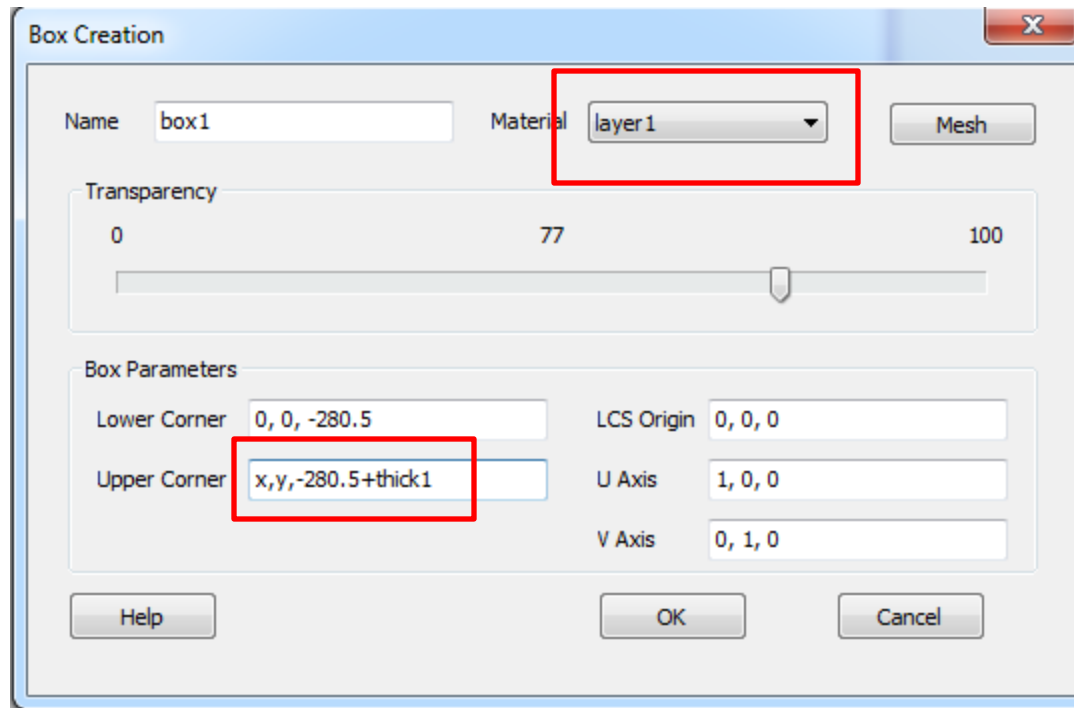 Box Creation
Name box1 Material layer1 Mesh
Transparency
0 77 100
Box Parameters
Lower Corner 0, 0, -280.5 LCS Origin 0, 0, 0
Upper Corner x,y,-280.5+thick1 U Axis 1, 0, 0
V Axis 0, 1, 0
Help OK Cancel